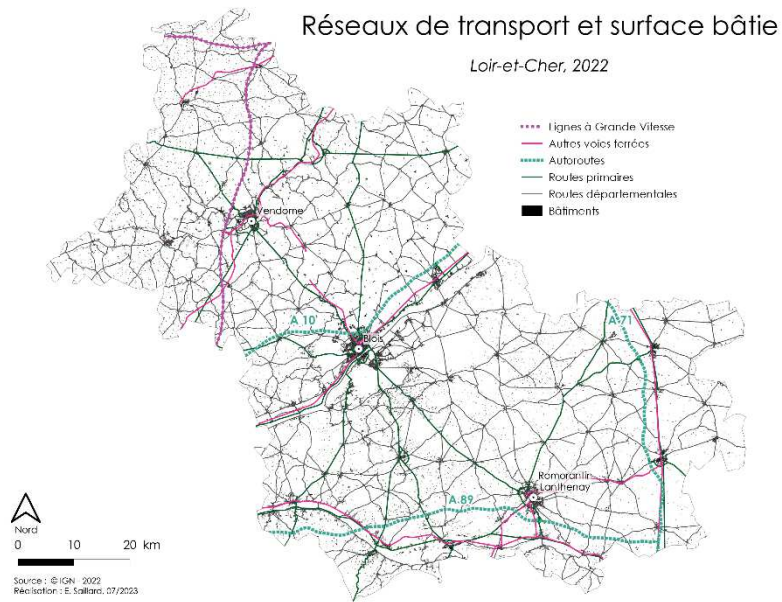 Réseaux de transport et surface bâtie
Loir-et-Cher, 2022
Lignes à Grande Vitesse
Autres voies ferrées
Autoroutes
Routes primaires
Routes départementales
Bâtiments
Vendôme
A 10
Blois
A 71
Romorantin
Lanthenay
A 89
Nord
0 10 20 km
Source : © IGN - 2022
Réalisation : E. Saillard, 07/2023